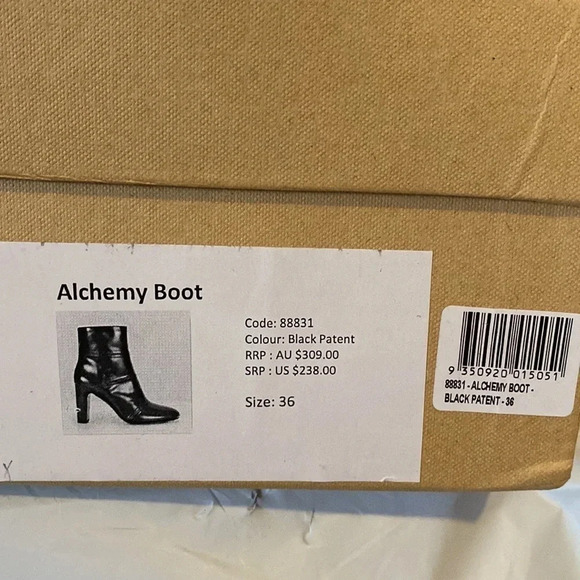 Alchemy Boot
Code: 88831
Colour: Black Patent
RRP : AU $309.00
SRP : US $238.00
Size: 36
9 350920 015051
88831 - ALCHEMY BOOT -
BLACK PATENT - 36
X